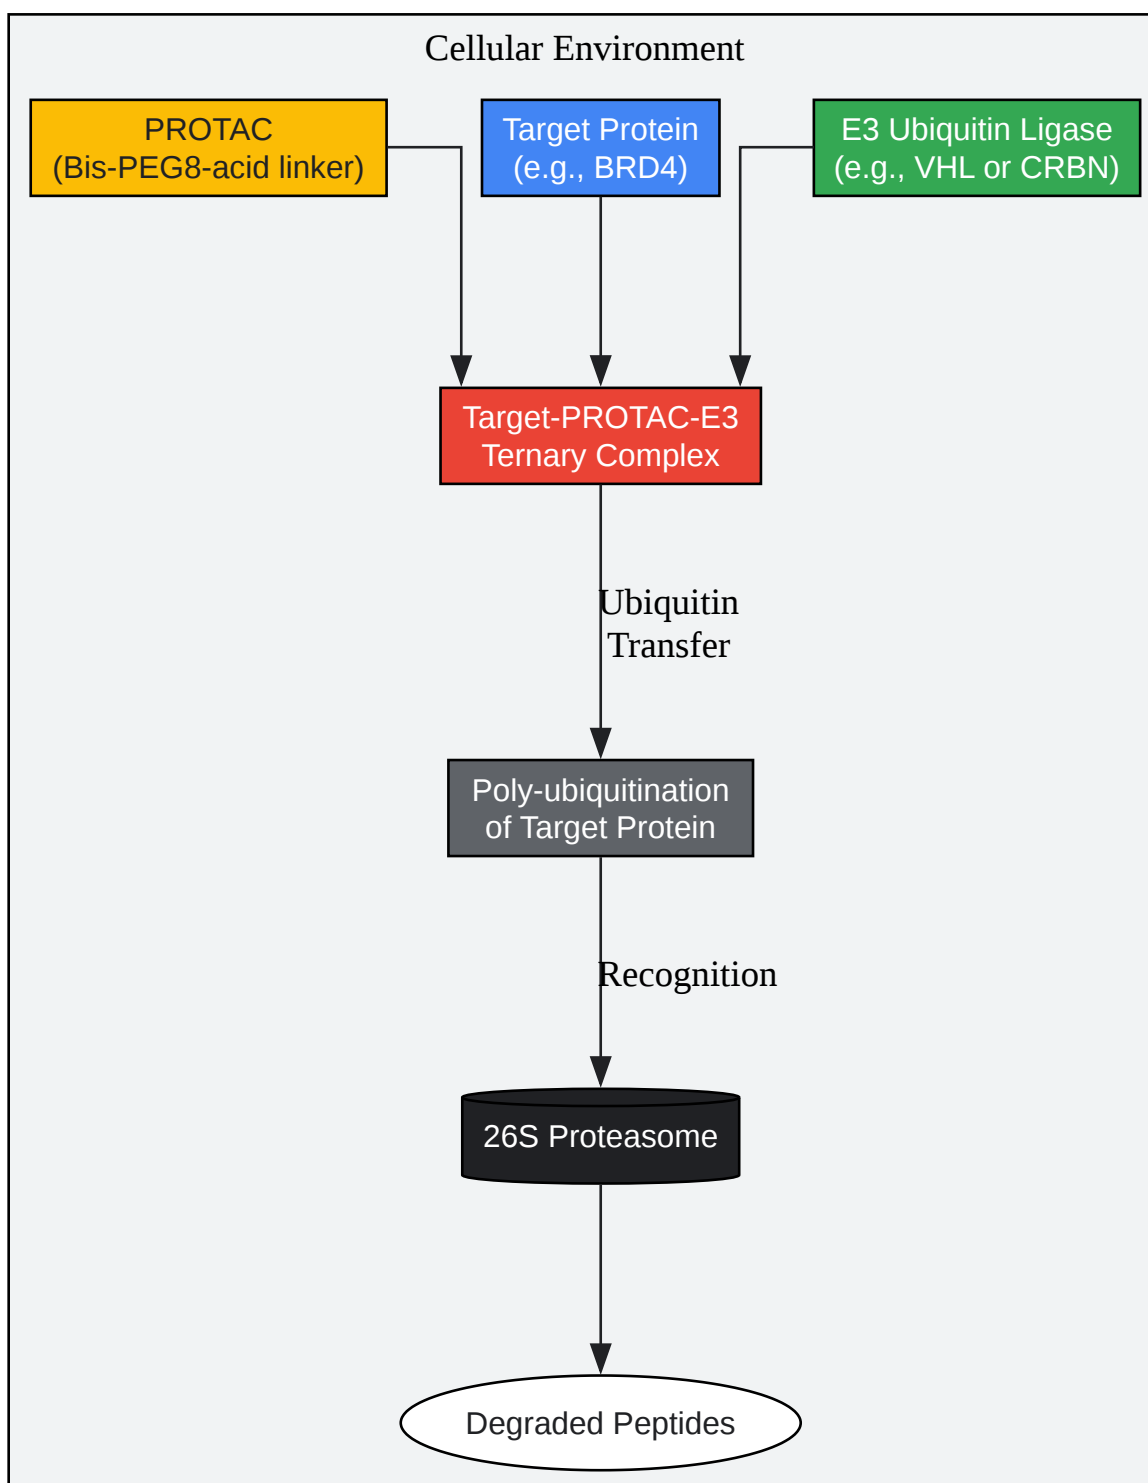 Cellular Environment
PROTAC
(Bis-PEG8-acid linker)
Target Protein
(e.g., BRD4)
E3 Ubiquitin Ligase
(e.g., VHL or CRBN)
Target-PROTAC-E3
Ternary Complex
Ubiquitin
Transfer
Poly-ubiquitination
of Target Protein
Recognition
26S Proteasome
Degraded Peptides